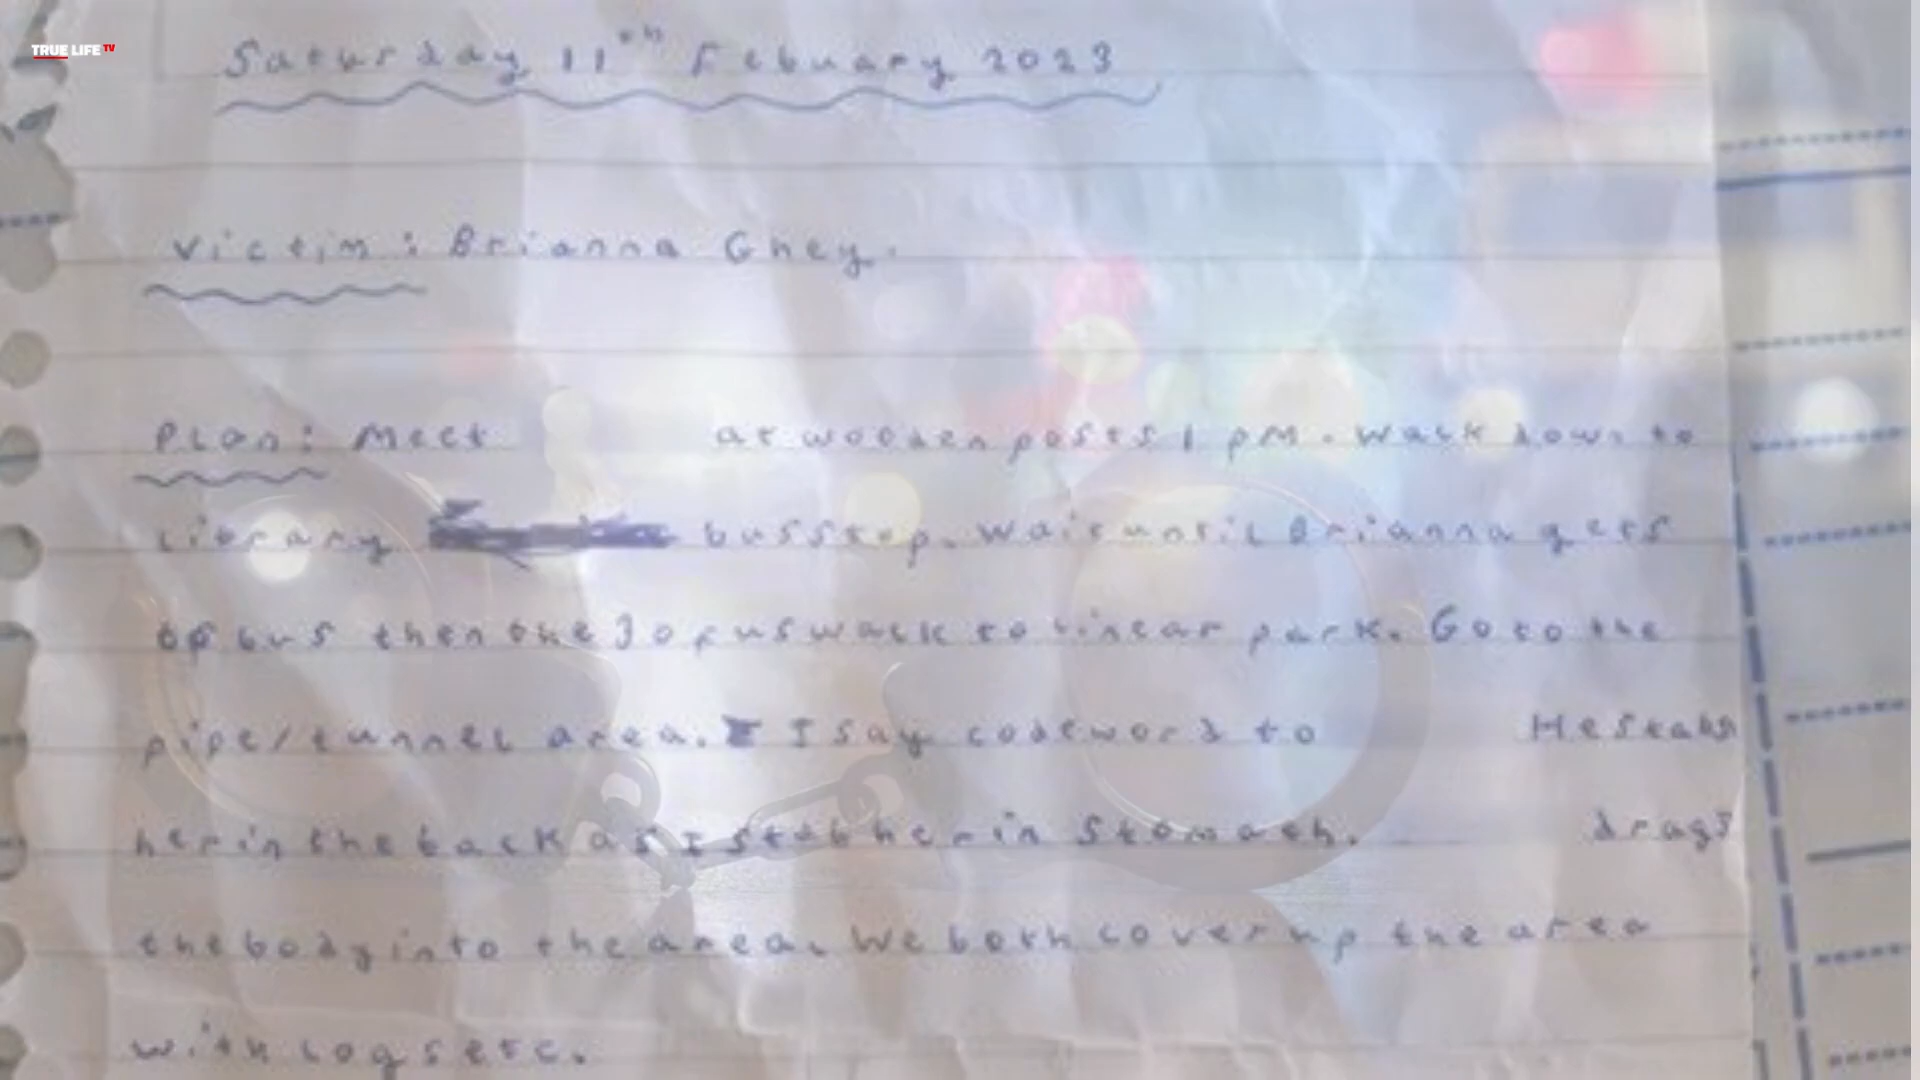 TRUE LIFE TV
Saturday 11th Febuary 2023
Victim: Brianna Ghey.
Plan: Meet at wooden posts 1 pm. Walk down to
library bus stop. Wait until Brianna gets
of bus then the 3 of us walk to linear park. Go to the
pipe/tunnel area. I say codeword to He stabs
her in the back as I stab her in stomach. drags
the body into the area. We both cover up the area
with logs etc.